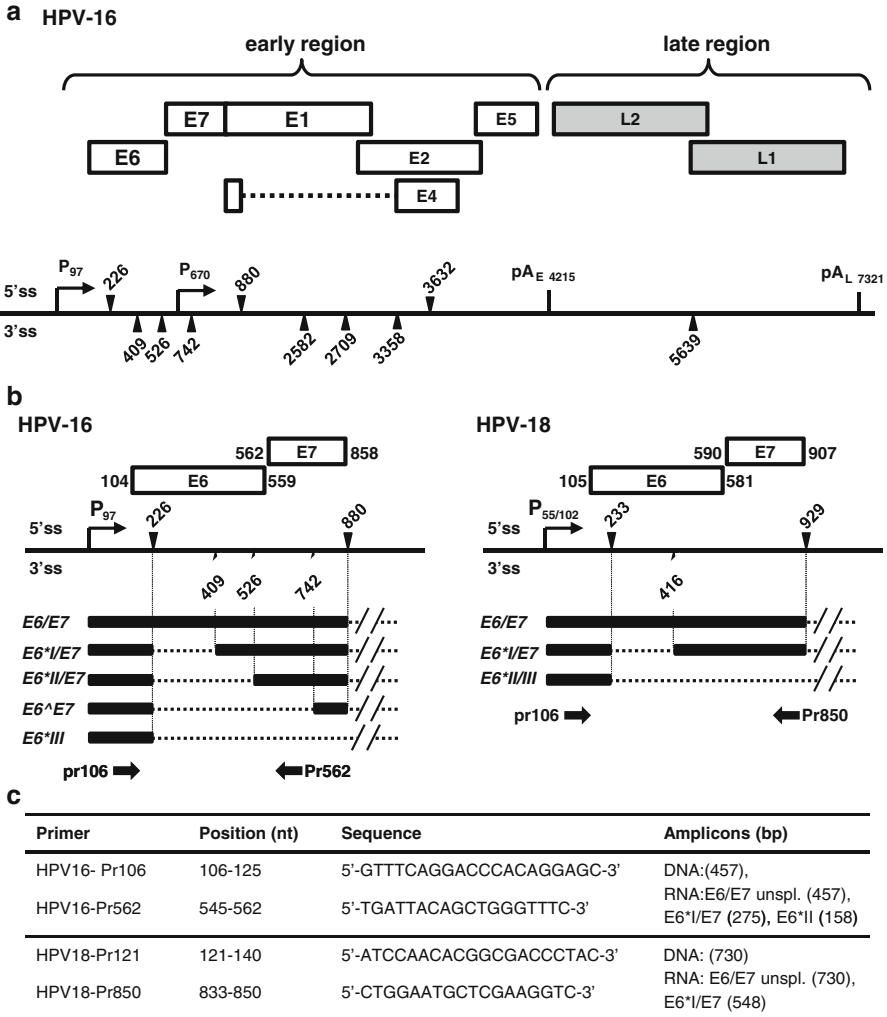 a HPV-16
early region late region
E7 E1 E5 L2
E6 E2 L1
E4
P97 226 P670 880 3632 pAE 4215 pAL 7321
5'ss
3'ss
409 526 742 2582 2709 3358 5639
b
HPV-16 HPV-18
562 E7 858 590 E7 907
104 E6 559 105 E6 581
P97 226 880 P55/102 233 929
5'ss 5'ss
3'ss 3'ss
409 526 742 416
E6/E7 E6/E7
E6*I/E7 E6*I/E7
E6*II/E7 E6*II/III
E6^E7
E6*III
pr106 Pr850
pr106 Pr562
c
Primer Position (nt) Sequence Amplicons (bp)
HPV16- Pr106 106-125 5'-GTTTCAGGACCCACAGGAGC-3' DNA:(457),
RNA:E6/E7 unspl. (457),
HPV16-Pr562 545-562 5'-TGATTACAGCTGGGTTTC-3' E6*I/E7 (275), E6*II (158)
HPV18-Pr121 121-140 5'-ATCCAACACGGCGACCCTAC-3' DNA: (730)
RNA: E6/E7 unspl. (730),
HPV18-Pr850 833-850 5'-CTGGAATGCTCGAAGGTC-3' E6*I/E7 (548)